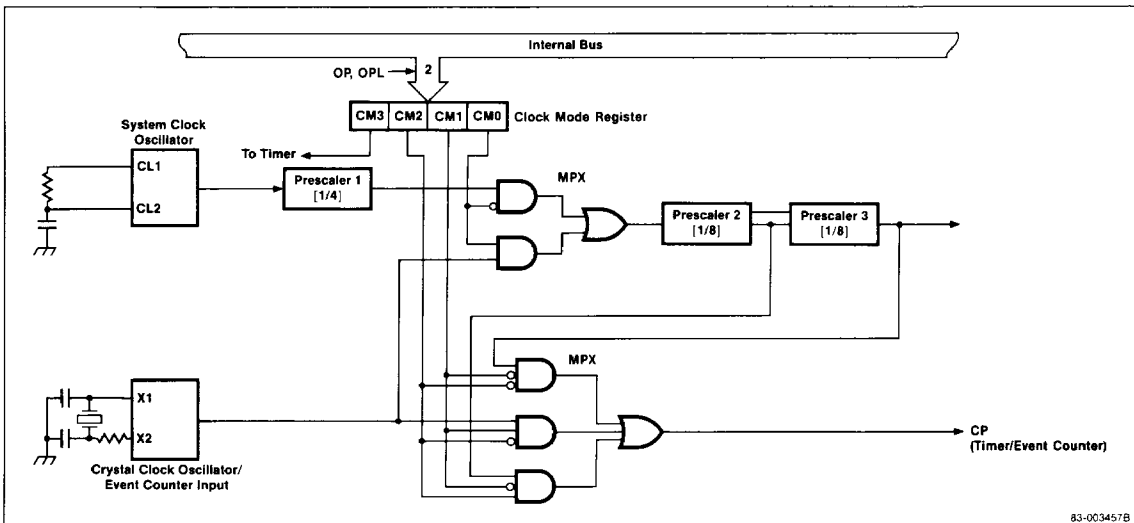 Internal Bus
OP, OPL
2
CM3 CM2 CM1 CM0
Clock Mode Register
System Clock
Oscillator
To Timer
CL1
CL2
Prescaler 1
[1/4]
MPX
Prescaler 2
[1/8]
Prescaler 3
[1/8]
MPX
X1
X2
CP
(Timer/Event Counter)
Crystal Clock Oscillator/
Event Counter Input
83-003457B